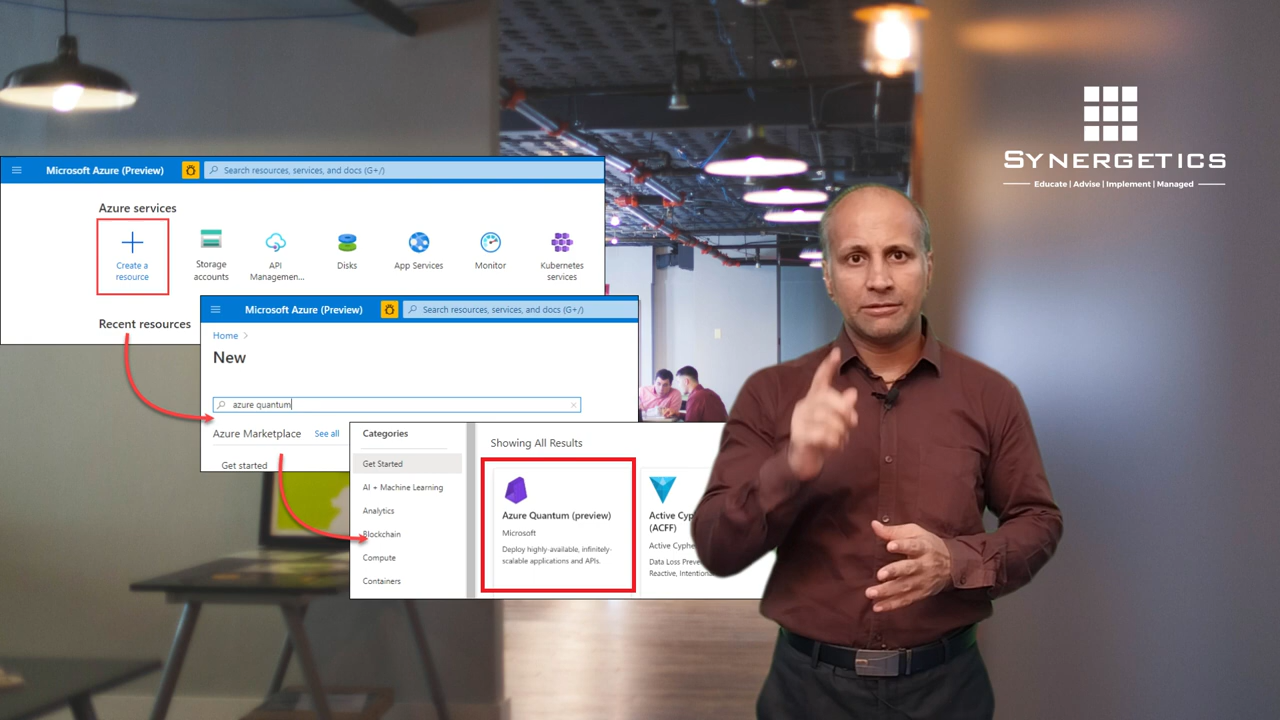 SYNERGETICS
Educate | Advise | Implement | Managed
Microsoft Azure (Preview)
Search resources, services, and docs (G+/)
Azure services
Create a
resource
Storage
accounts
API
Managemen...
Disks
App Services
Monitor
Kubernetes
services
Recent resources
Microsoft Azure (Preview)
Search resources, services, and docs (G+/)
Home >
New
azure quantum
Azure Marketplace See all
Get started
Categories
Get Started
AI + Machine Learning
Analytics
Blockchain
Compute
Containers
Showing All Results
Azure Quantum (preview)
Microsoft
Deploy highly-available, infinitely-
scalable applications and APIs.
Active
(ACFF)
Active
Data Loss
Reactive,